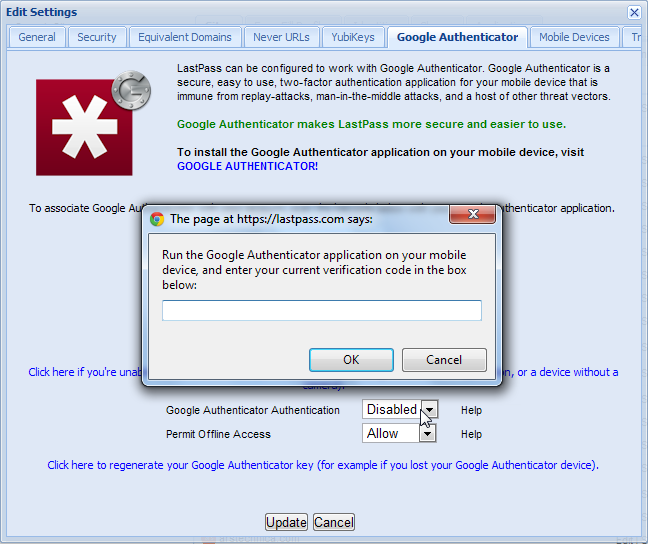 Edit Settings
General Security Equivalent Domains Never URLs YubiKeys Google Authenticator Mobile Devices
LastPass can be configured to work with Google Authenticator. Google Authenticator is a
secure, easy to use, two-factor authentication application for your mobile device that is
immune from replay-attacks, man-in-the-middle attacks, and a host of other threat vectors.
Google Authenticator makes LastPass more secure and easier to use.
To install the Google Authenticator application on your mobile device, visit
GOOGLE AUTHENTICATOR!
To associate Google application.
The page at https://lastpass.com says:
Run the Google Authenticator application on your mobile
device, and enter your current verification code in the box
below:
OK Cancel
Click here if you're or a device without a
Google Authenticator Authentication Disabled Help
Permit Offline Access Allow Help
Click here to regenerate your Google Authenticator key (for example if you lost your Google Authenticator device).
Update Cancel